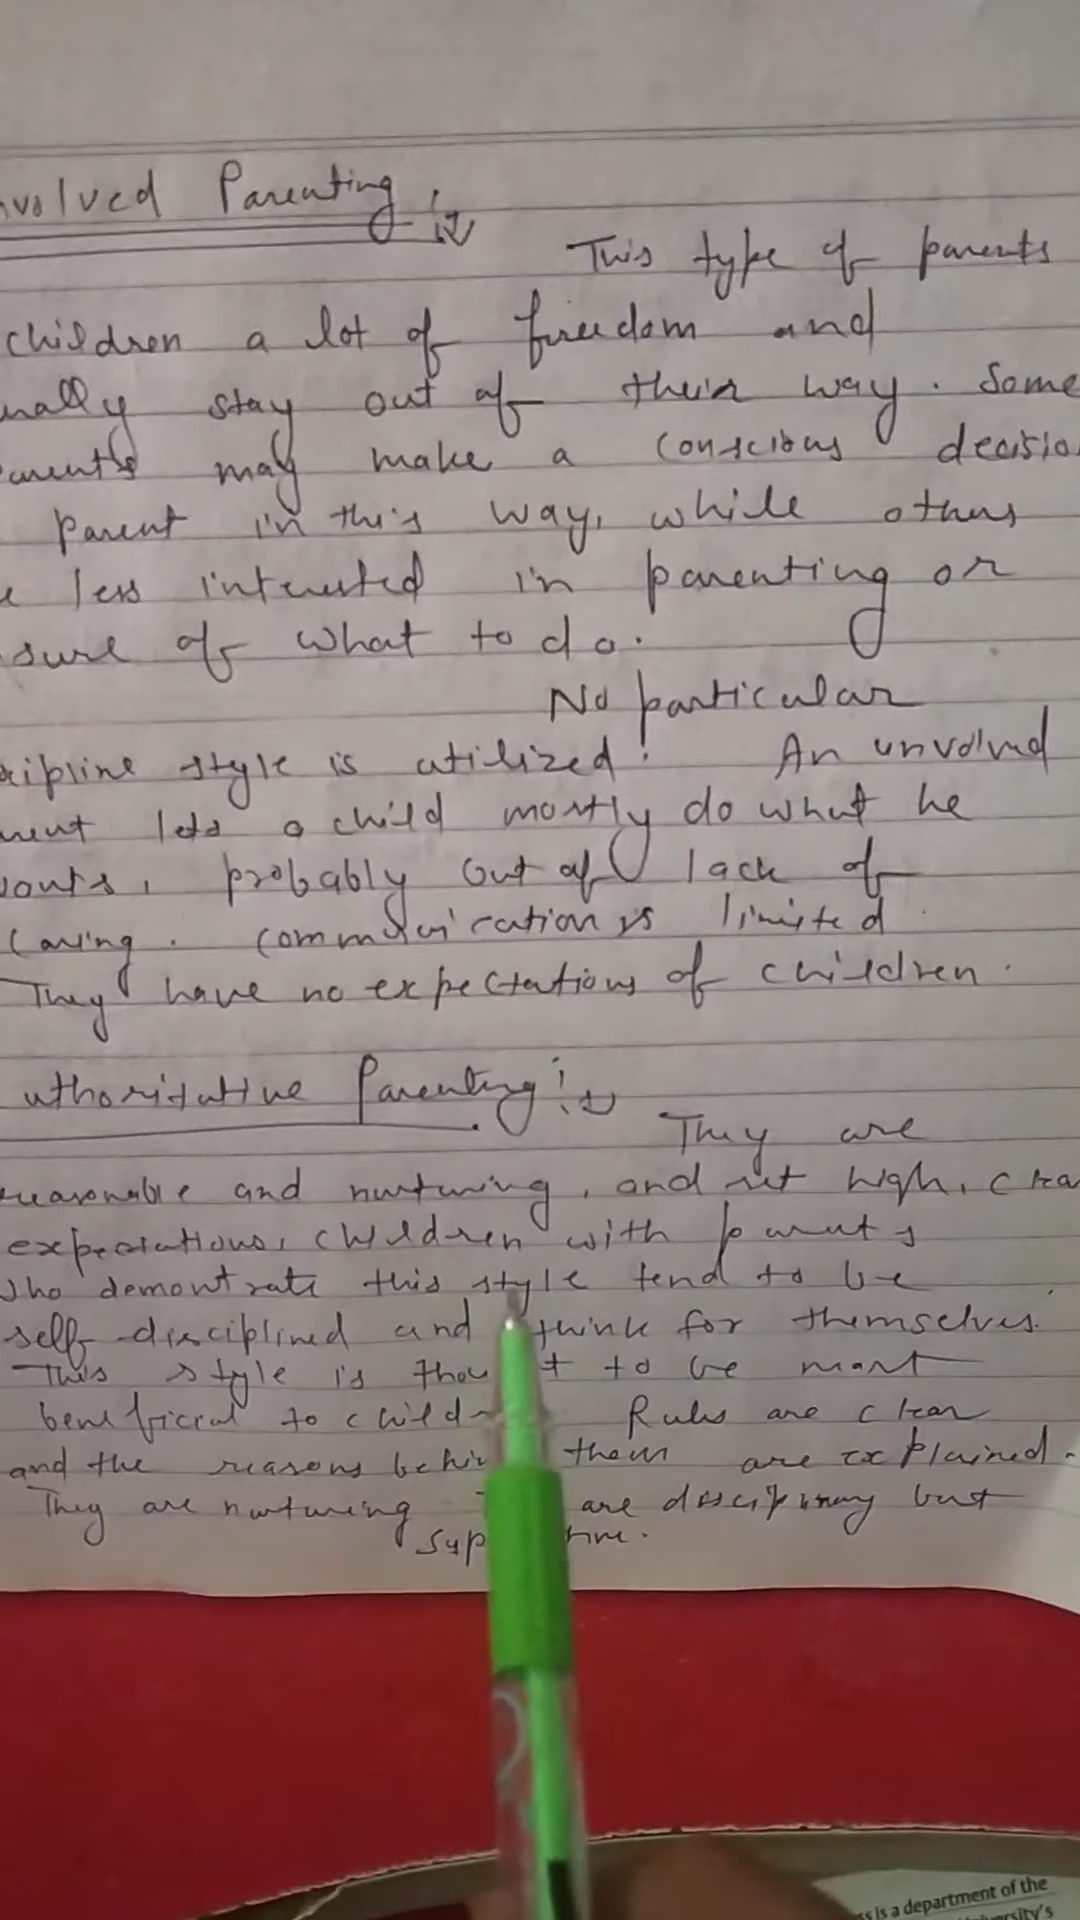 nvolved Parenting :
This type of parents
children a lot of freedom and
nally stay out of their way. Some
arents may make a conscious decisio
parent in this way, while others
e less interested in parenting or
sure of what to do.
No particular
cipline style is utilized. An unvolved
rent lets a child mostly do what he
wants, probably out of lack of
caring. communication is limited
They have no expectations of children.
uthoritative Parenting :
They are
reasonable and nurturing, and set high, clea
expectations, children with parents
who demontrate this style tend to be
self-disciplined and think for themselves.
This style is thou t to be most
beneficial to child Rules are clear
and the reasons behi them are explained.
They are nurturing are disciplinary but
sup tive.
ss is a department of the
rsity's